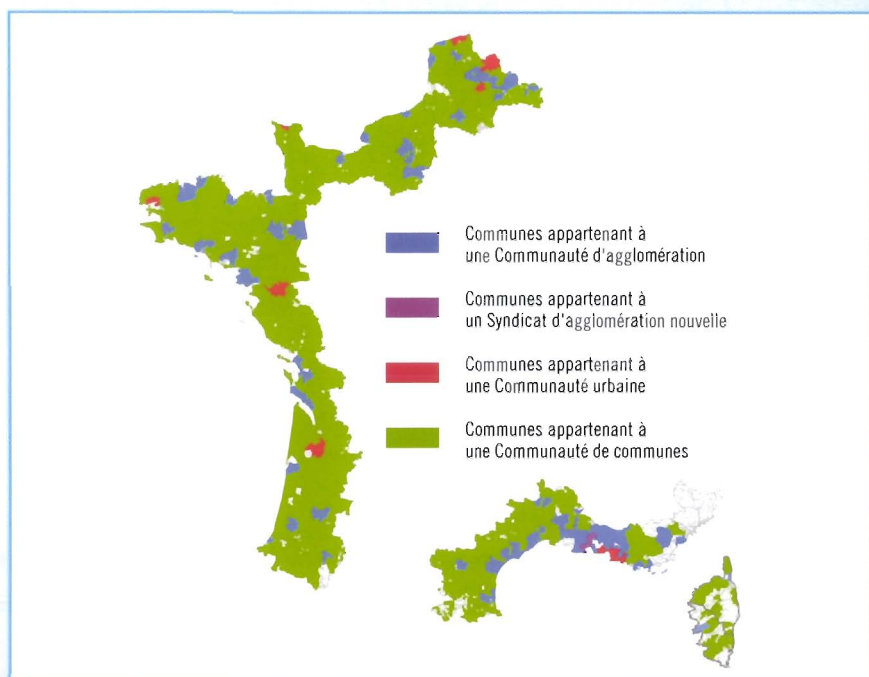 Communes appartenant à
une Communauté d'agglomération
Communes appartenant à
un Syndicat d'agglomération nouvelle
Communes appartenant à
une Communauté urbaine
Communes appartenant à
une Communauté de communes